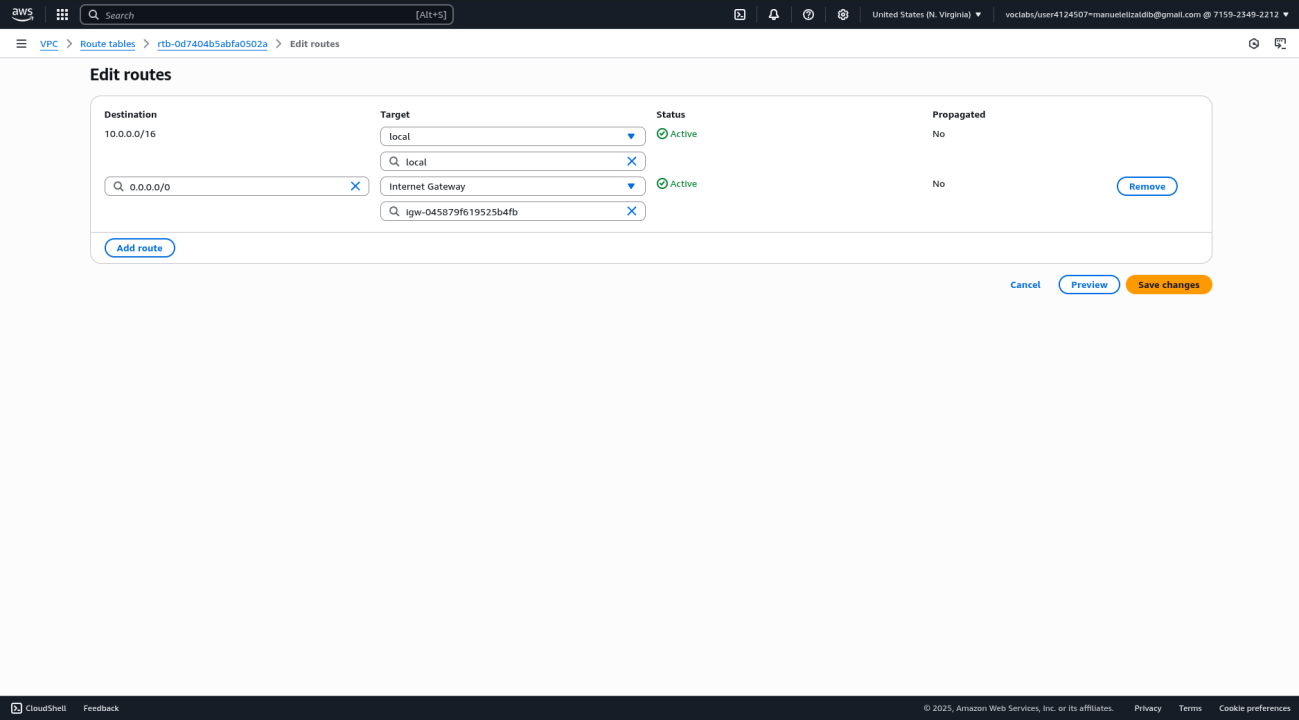 aws
Search [Alt+S]
United States (N. Virginia) voclabs/user4124507=manuelelizaldib@gmail.com @ 7159-2349-2212
VPC Route tables rtb-0d7404b5abfa0502a Edit routes
Edit routes
Destination Target Status Propagated
10.0.0.0/16 local Active No
local
0.0.0.0/0 Internet Gateway Active No Remove
igw-045879f619525b4fb
Add route
Cancel Preview Save changes
CloudShell Feedback © 2025, Amazon Web Services, Inc. or its affiliates. Privacy Terms Cookie preferences